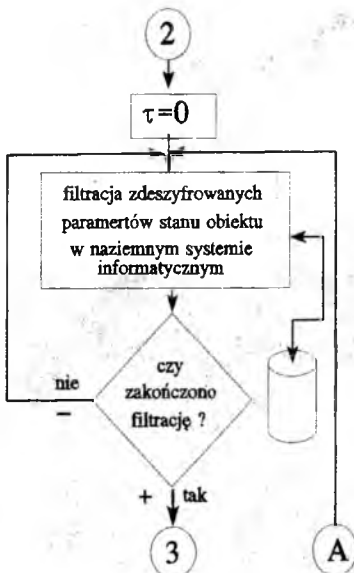 2
τ=0
filtracja zdeszyfrowanych
paramertów stanu obiektu
w naziemnym systemie
informatycznym
czy
zakończono
filtrację ?
nie
−
+ tak
3
A